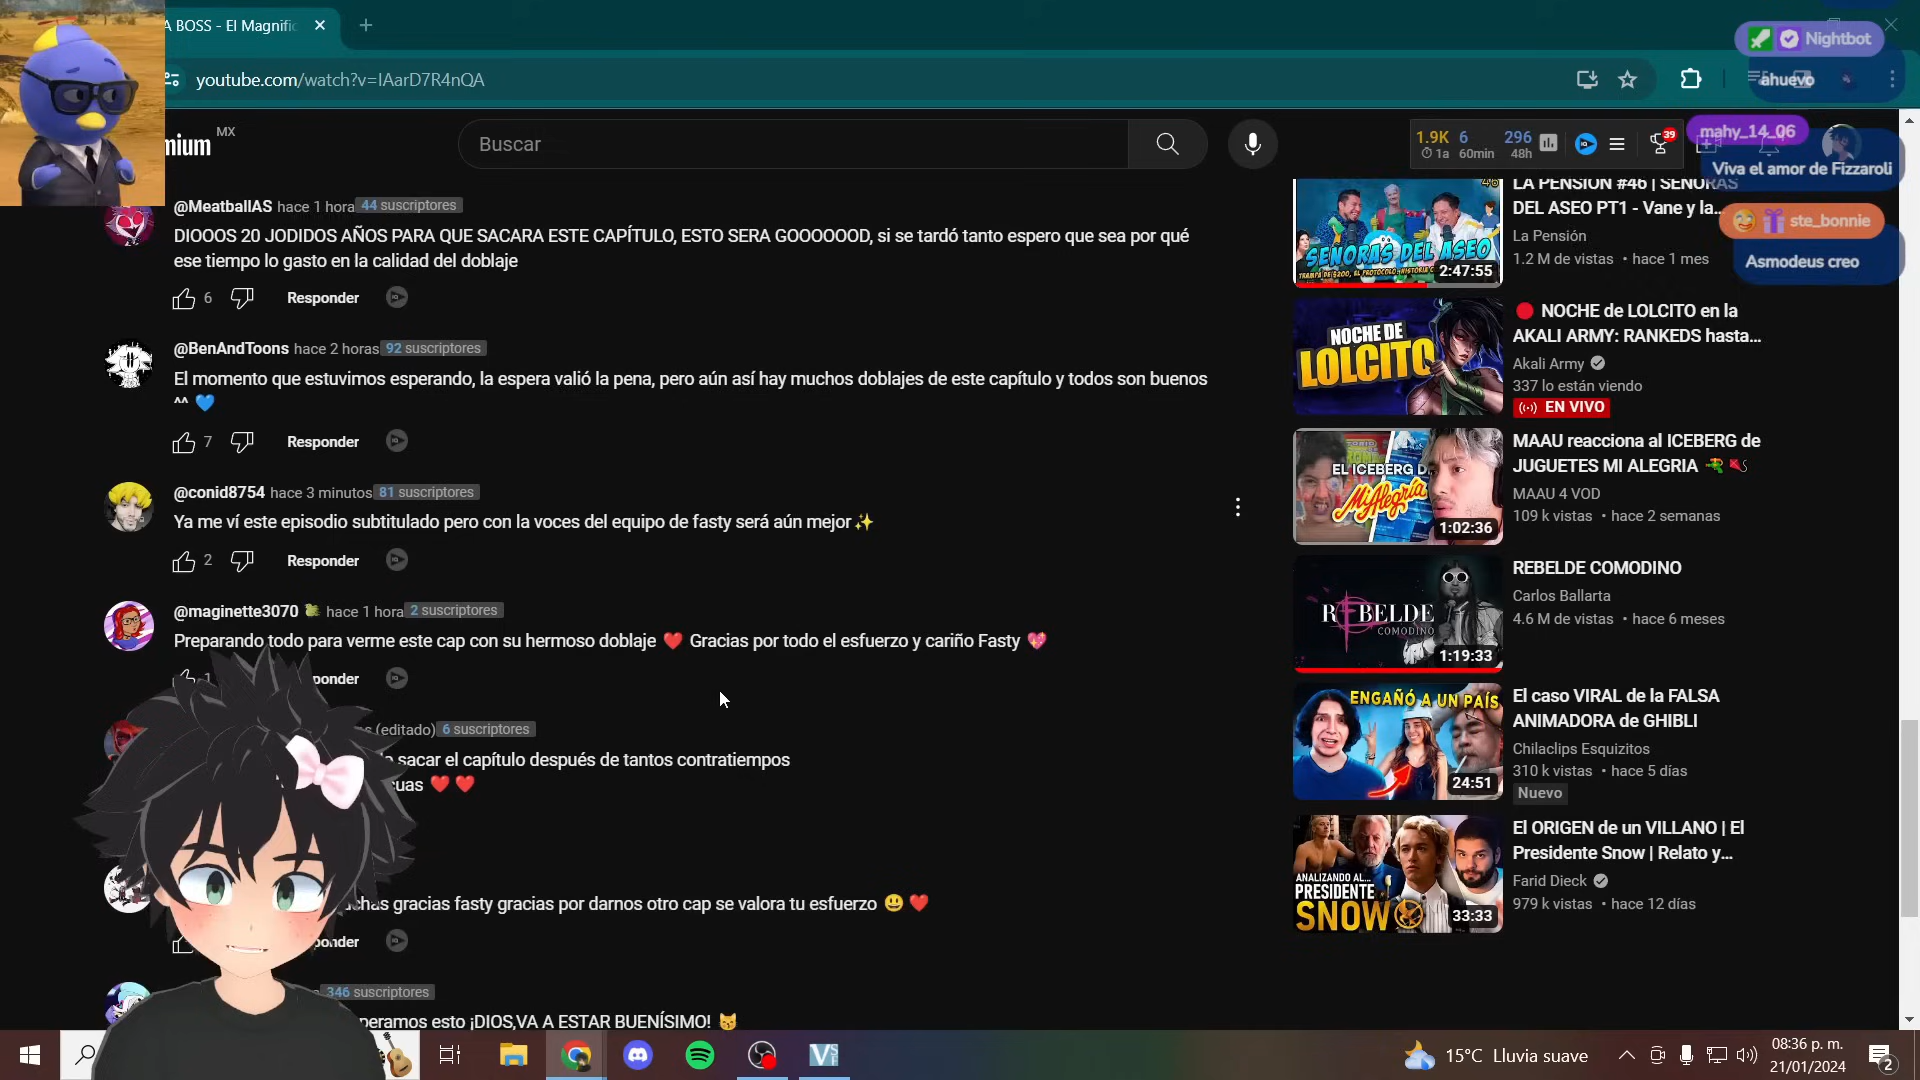 A BOSS - El Magnific
youtube.com/watch?v=IAarD7R4nQA
Nightbot
ahuevo
mium MX
Buscar
1.9K 6 296
1a 60min 48h
39
mahy_14_06
Viva el amor de Fizzaroli
ste_bonnie
Asmodeus creo
@MeatballAS hace 1 hora 44 suscriptores
DIOOOS 20 JODIDOS AÑOS PARA QUE SACARA ESTE CAPÍTULO, ESTO SERA GOOOOOOD, si se tardó tanto espero que sea por qué
ese tiempo lo gasto en la calidad del doblaje
6 Responder
@BenAndToons hace 2 horas 92 suscriptores
El momento que estuvimos esperando, la espera valió la pena, pero aún así hay muchos doblajes de este capítulo y todos son buenos
^^ 💙
7 Responder
@conid8754 hace 3 minutos 81 suscriptores
Ya me ví este episodio subtitulado pero con la voces del equipo de fasty será aún mejor✨
2 Responder
@maginette3070 hace 1 hora 2 suscriptores
Preparando todo para verme este cap con su hermoso doblaje ❤️ Gracias por todo el esfuerzo y cariño Fasty 💖
1 ponder
s (editado) 6 suscriptores
sacar el capítulo después de tantos contratiempos
cuas ❤️ ❤️
chas gracias fasty gracias por darnos otro cap se valora tu esfuerzo 😃 ❤️
ponder
346 suscriptores
peramos esto ¡DIOS,VA A ESTAR BUENÍSIMO! 😼
SEÑORAS DEL ASEO
2:47:55
LA PENSIÓN #46 | SEÑORAS
DEL ASEO PT1 - Vane y la...
La Pensión
1.2 M de vistas • hace 1 mes
NOCHE DE
LOLCITO
🔴 NOCHE de LOLCITO en la
AKALI ARMY: RANKEDS hasta...
Akali Army
337 lo están viendo
EN VIVO
EL ICEBERG D
Mi Alegría
1:02:36
MAAU reacciona al ICEBERG de
JUGUETES MI ALEGRIA
MAAU 4 VOD
109 k vistas • hace 2 semanas
REBELDE
COMODINO
1:19:33
REBELDE COMODINO
Carlos Ballarta
4.6 M de vistas • hace 6 meses
ENGAÑÓ A UN PAÍS
24:51
El caso VIRAL de la FALSA
ANIMADORA de GHIBLI
Chilaclips Esquizitos
310 k vistas • hace 5 días
Nuevo
ANALIZANDO AL...
PRESIDENTE
SNOW
33:33
El ORIGEN de un VILLANO | El
Presidente Snow | Relato y...
Farid Dieck
979 k vistas • hace 12 días
15°C Lluvia suave
08:36 p. m.
21/01/2024
2